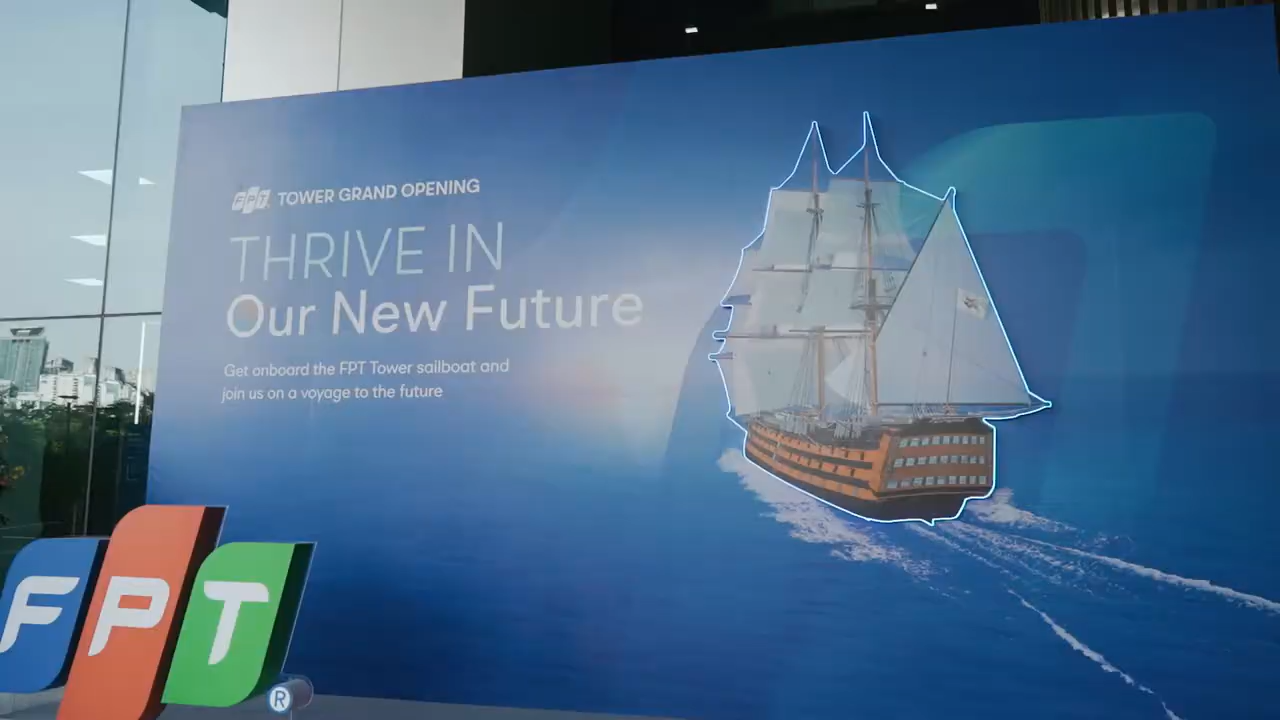 FPT TOWER GRAND OPENING
THRIVE IN
Our New Future
Get onboard the FPT Tower sailboat and
join us on a voyage to the future
FPT
®